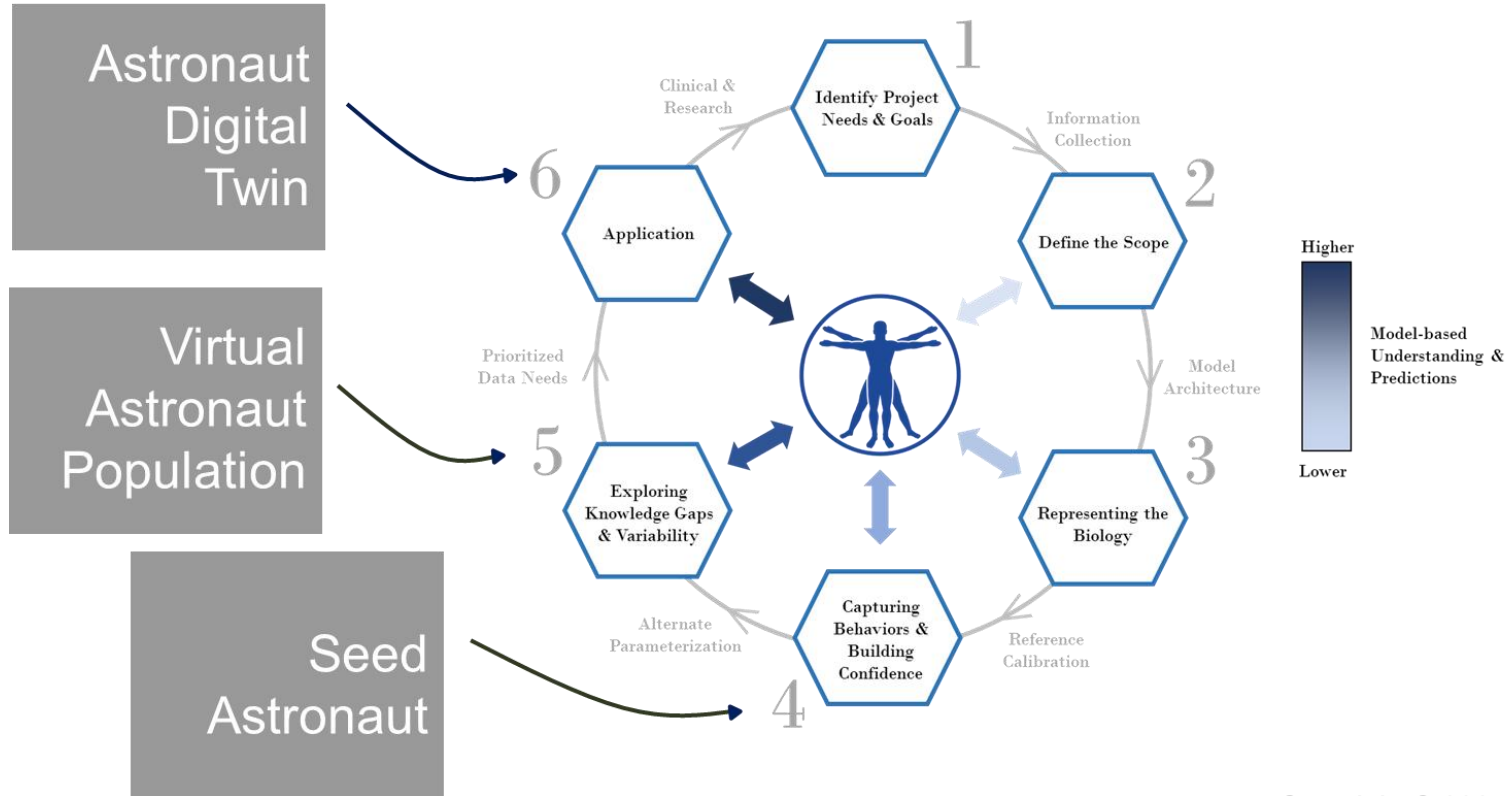 Astronaut
Digital
Twin
Virtual
Astronaut
Population
Seed
Astronaut
1
Identify Project
Needs & Goals
Information
Collection
2
Define the Scope
Model
Architecture
3
Representing the
Biology
Reference
Calibration
4
Capturing
Behaviors &
Building
Confidence
Alternate
Parameterization
5
Exploring
Knowledge Gaps
& Variability
Prioritized
Data Needs
6
Application
Clinical &
Research
Higher
Model-based
Understanding &
Predictions
Lower